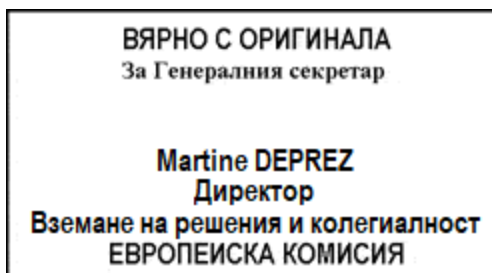 ВЯРНО С ОРИГИНАЛА
За Генералния секретар
Martine DEPREZ
Директор
Вземане на решения и колегиалност
ЕВРОПЕИСКА КОМИСИЯ